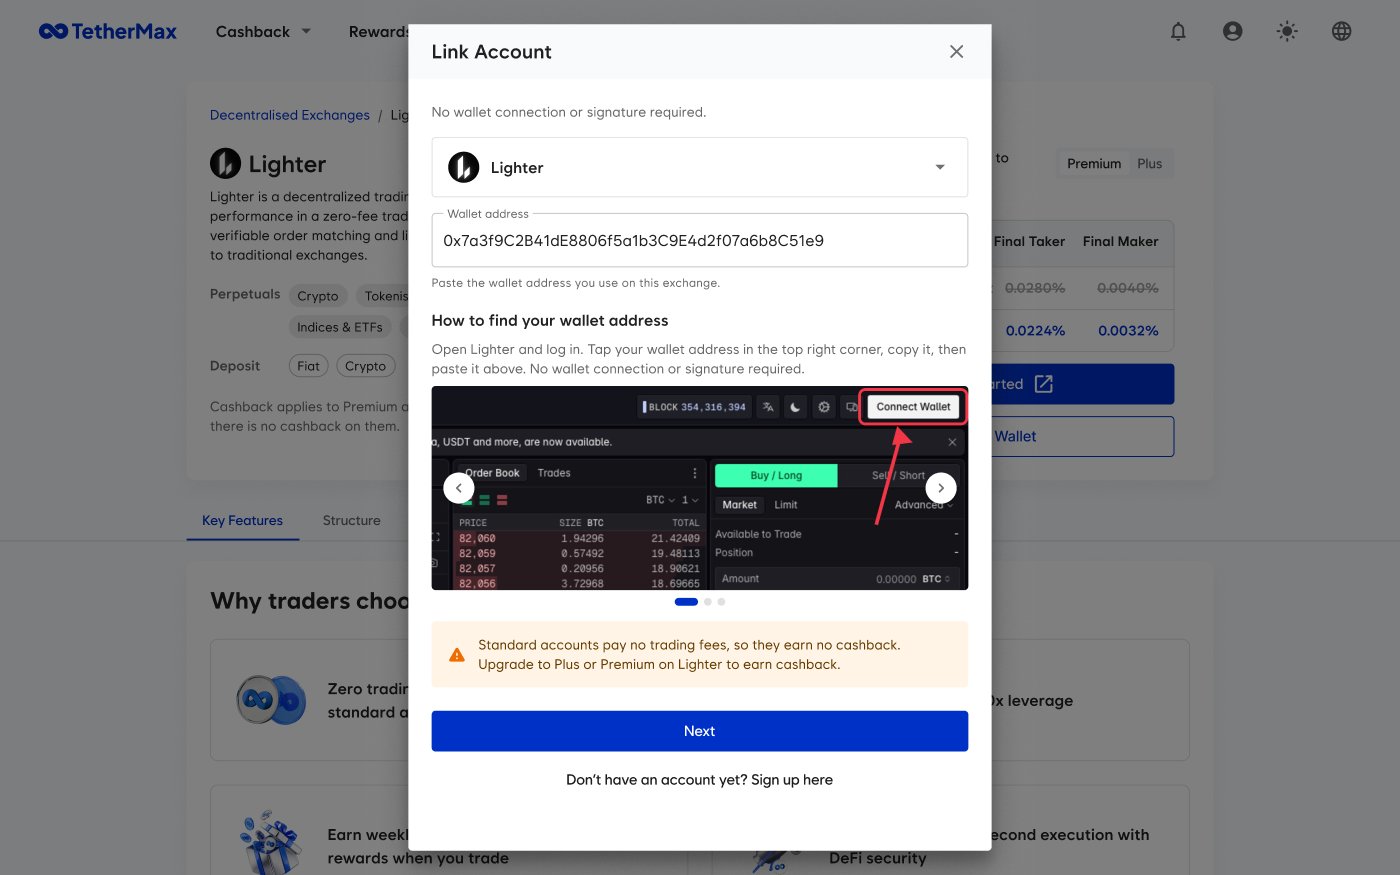 TetherMax
Cashback
Rewards
Link Account
No wallet connection or signature required.
Lighter
Wallet address
0x7a3f9C2B41dE8806f5a1b3C9E4d2f07a6b8C51e9
Paste the wallet address you use on this exchange.
How to find your wallet address
Open Lighter and log in. Tap your wallet address in the top right corner, copy it, then
paste it above. No wallet connection or signature required.
BLOCK 354,316,394
Connect Wallet
a, USDT and more, are now available.
Order Book
Trades
Buy / Long
Sell / Short
BTC
1
Market
Limit
Advanced
PRICE
SIZE BTC
TOTAL
82,060
1.94296
21.42409
82,059
0.57492
19.48113
82,057
0.20956
18.90621
82,056
3.72968
18.69665
Available to Trade
-
Position
-
Amount
0.00000 BTC
Standard accounts pay no trading fees, so they earn no cashback.
Upgrade to Plus or Premium on Lighter to earn cashback.
Next
Don't have an account yet? Sign up here
Decentralised Exchanges / Lig
Lighter
Lighter is a decentralized tradin
performance in a zero-fee trad
verifiable order matching and li
to traditional exchanges.
Perpetuals
Crypto
Tokenis
Indices & ETFs
Deposit
Fiat
Crypto
Cashback applies to Premium a
there is no cashback on them.
to
Premium
Plus
Final Taker
Final Maker
0.0280%
0.0040%
0.0224%
0.0032%
arted
Wallet
Key Features
Structure
Why traders choo
Zero tradin
standard a
0x leverage
Earn weekl
rewards when you trade
econd execution with
DeFi security